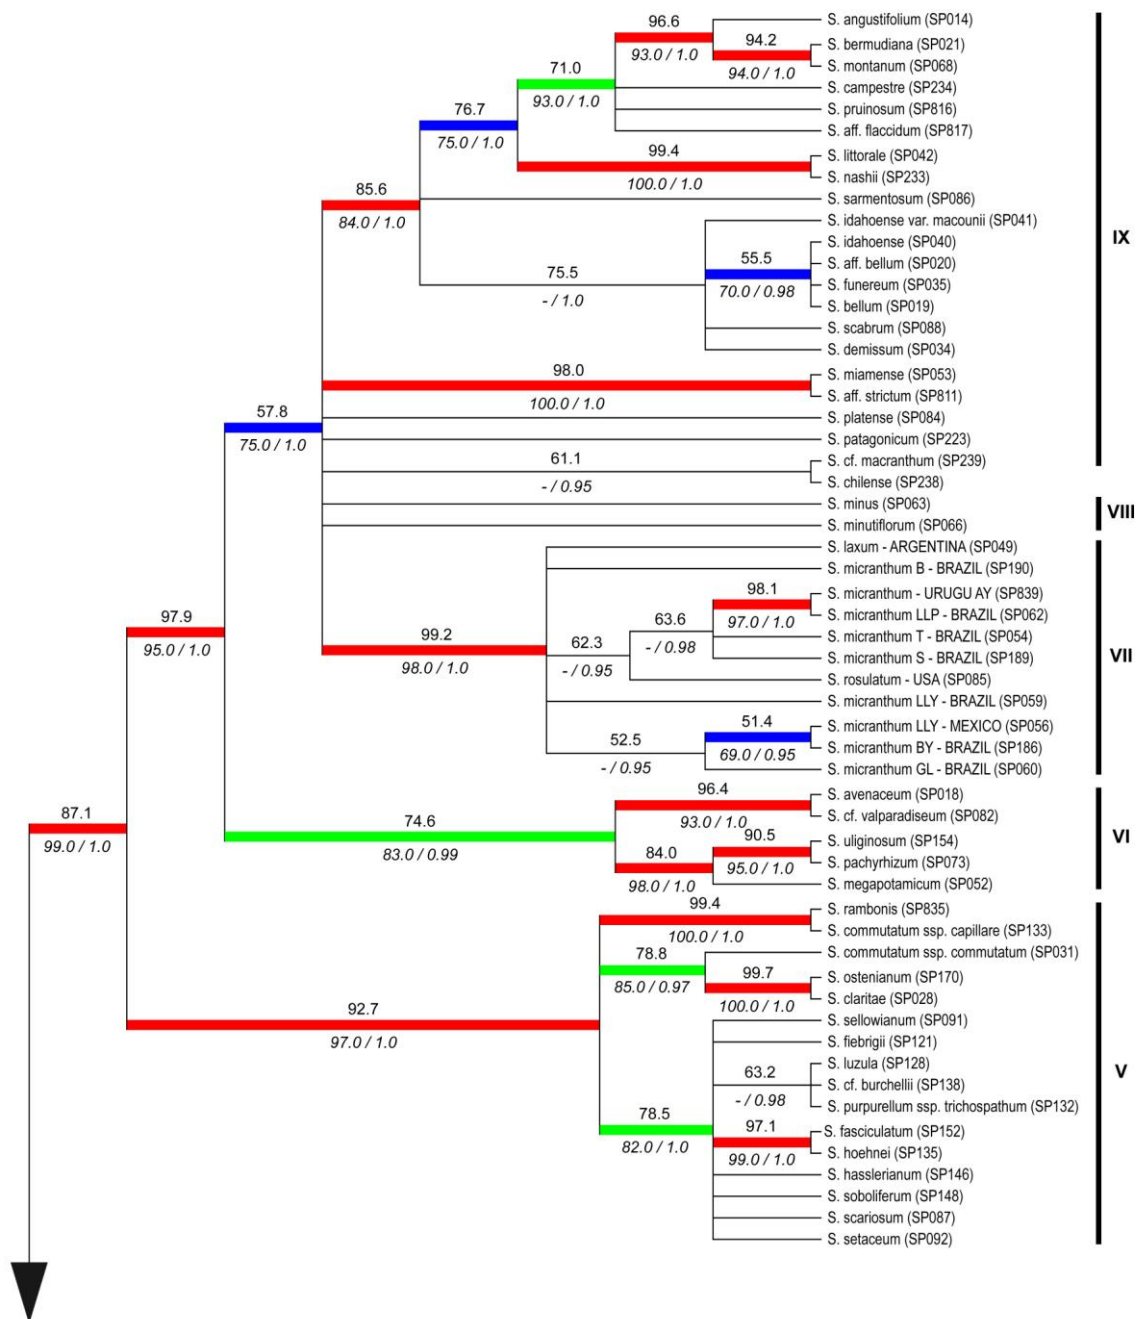 96.6
S. angustifolium (SP014)
94.2
S. bermudiana (SP021)
93.0 / 1.0
71.0
S. montanum (SP068)
94.0 / 1.0
S. campestre (SP234)
76.7
93.0 / 1.0
S. pruinosum (SP816)
S. aff. flaccidum (SP817)
75.0 / 1.0
99.4
S. littorale (SP042)
S. nashii (SP233)
85.6
100.0 / 1.0
S. sarmentosum (SP086)
84.0 / 1.0
S. idahoense var. macounii (SP041)
IX
S. idahoense (SP040)
55.5
S. aff. bellum (SP020)
75.5
S. funereum (SP035)
70.0 / 0.98
- / 1.0
S. bellum (SP019)
S. scabrum (SP088)
S. demissum (SP034)
98.0
S. miamense (SP053)
S. aff. strictum (SP811)
57.8
100.0 / 1.0
S. platense (SP084)
75.0 / 1.0
S. patagonicum (SP223)
61.1
S. cf. macranthum (SP239)
- / 0.95
S. chilense (SP238)
S. minus (SP063)
VIII
S. minutiflorum (SP066)
S. laxum - ARGENTINA (SP049)
S. micranthum B - BRAZIL (SP190)
98.1
S. micranthum - URUGU AY (SP839)
97.9
63.6
S. micranthum LLP - BRAZIL (SP062)
97.0 / 1.0
99.2
62.3
S. micranthum T - BRAZIL (SP054)
95.0 / 1.0
- / 0.98
VII
98.0 / 1.0
- / 0.95
S. micranthum S - BRAZIL (SP189)
S. rosulatum - USA (SP085)
S. micranthum LLY - BRAZIL (SP059)
51.4
S. micranthum LLY - MEXICO (SP056)
52.5
S. micranthum BY - BRAZIL (SP186)
69.0 / 0.95
- / 0.95
S. micranthum GL - BRAZIL (SP060)
96.4
S. avenaceum (SP018)
87.1
74.6
S. cf. valparadiseum (SP082)
93.0 / 1.0
90.5
VI
99.0 / 1.0
83.0 / 0.99
84.0
S. uliginosum (SP154)
S. pachyrhizum (SP073)
95.0 / 1.0
98.0 / 1.0
S. megapotamicum (SP052)
99.4
S. rambonis (SP835)
S. commutatum ssp. capillare (SP133)
100.0 / 1.0
78.8
S. commutatum ssp. commutatum (SP031)
99.7
S. ostenianum (SP170)
85.0 / 0.97
92.7
S. claritae (SP028)
100.0 / 1.0
S. sellowianum (SP091)
97.0 / 1.0
S. fiebrigii (SP121)
S. luzula (SP128)
63.2
V
S. cf. burchellii (SP138)
- / 0.98
78.5
S. purpurellum ssp. trichospathum (SP132)
97.1
S. fasciculatum (SP152)
82.0 / 1.0
99.0 / 1.0
S. hoehnei (SP135)
S. hasslerianum (SP146)
S. soboliferum (SP148)
S. scariosum (SP087)
S. setaceum (SP092)